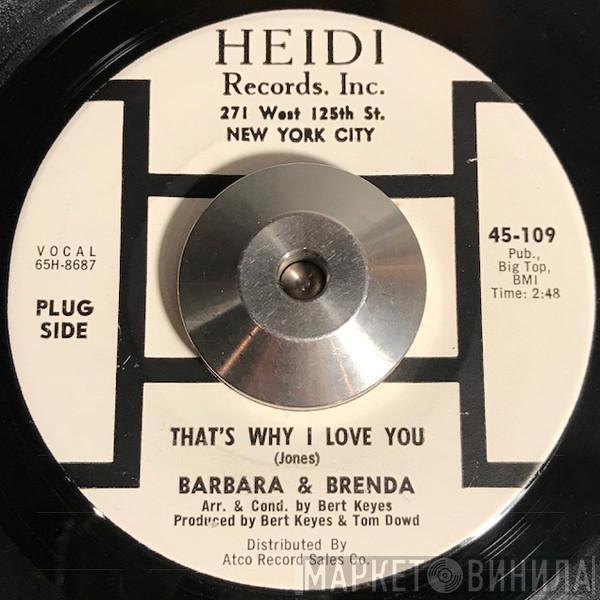 HEIDI
Records, Inc.
271 West 125th St.
NEW YORK CITY
VOCAL
65H-8687
PLUG
SIDE
45-109
Pub.,
Big Top,
BMI
Time: 2:48
THAT'S WHY I LOVE YOU
(Jones)
BARBARA & BRENDA
Arr. & Cond. by Bert Keyes
Produced by Bert Keyes & Tom Dowd
Distributed By
Atco Record Sales Co.
МАРКЕТ ВИНИЛА